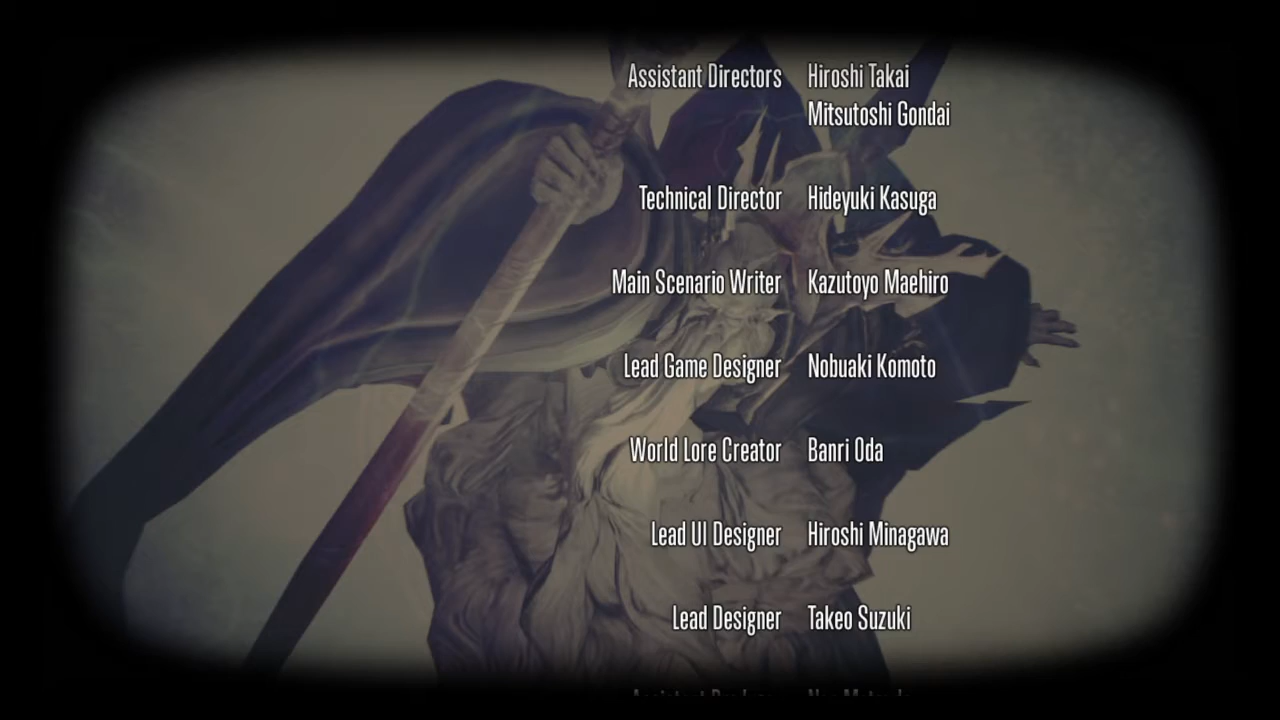 Assistant Directors Hiroshi Takai
Mitsutoshi Gondai
Technical Director Hideyuki Kasuga
Main Scenario Writer Kazutoyo Maehiro
Lead Game Designer Nobuaki Komoto
World Lore Creator Banri Oda
Lead UI Designer Hiroshi Minagawa
Lead Designer Takeo Suzuki